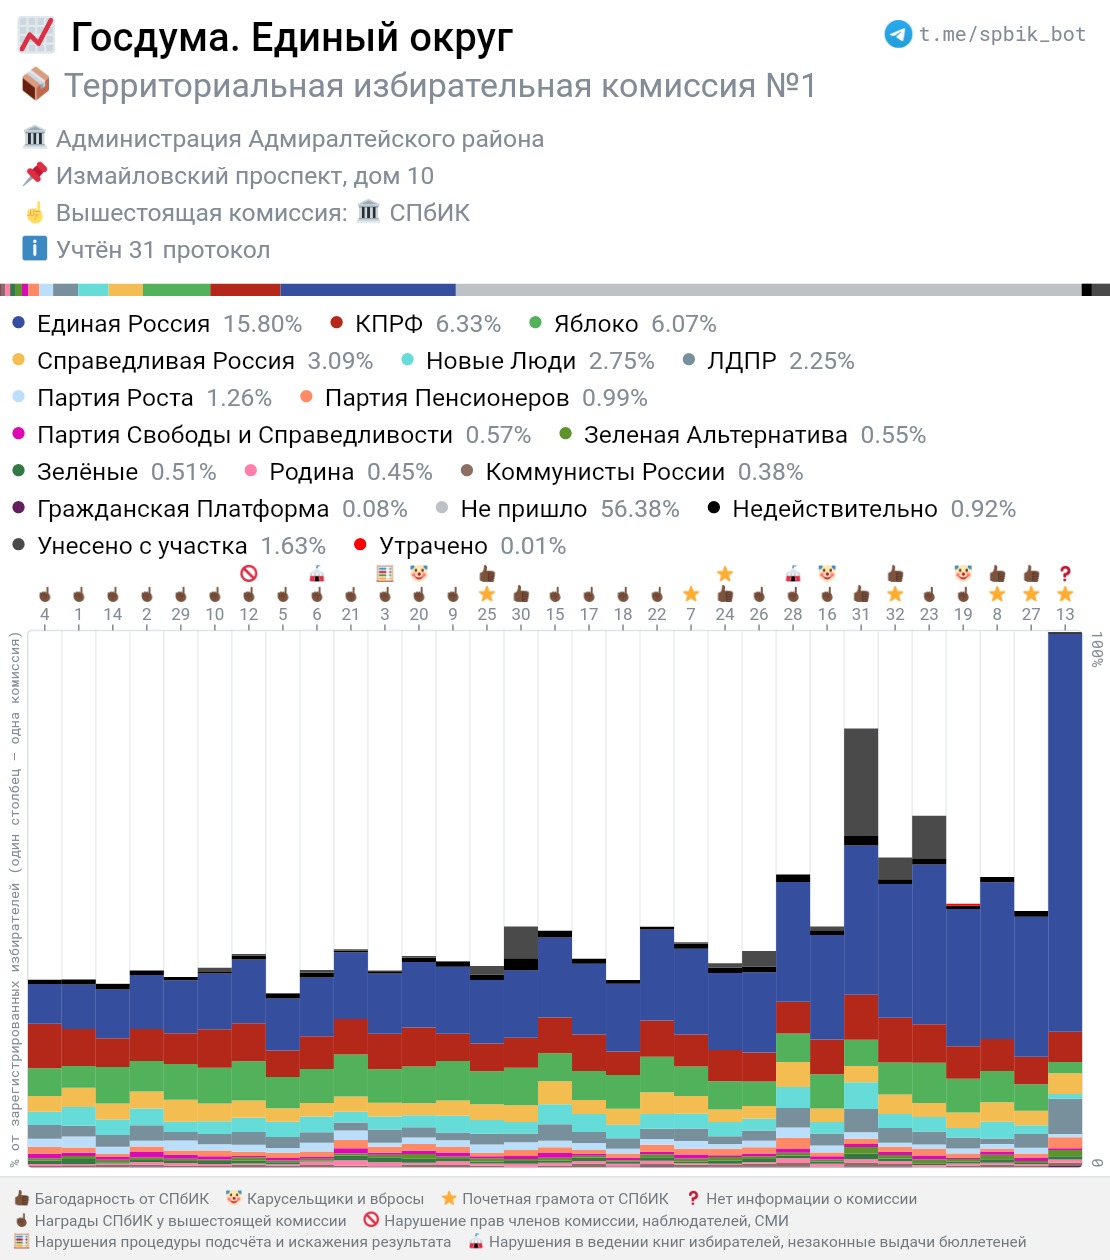 Госдума. Единый округ
t.me/spbik_bot
Территориальная избирательная комиссия №1
Администрация Адмиралтейского района
Измайловский проспект, дом 10
Вышестоящая комиссия: СПбИК
Учтён 31 протокол
Единая Россия 15.80% КПРФ 6.33% Яблоко 6.07%
Справедливая Россия 3.09% Новые Люди 2.75% ЛДПР 2.25%
Партия Роста 1.26% Партия Пенсионеров 0.99%
Партия Свободы и Справедливости 0.57% Зеленая Альтернатива 0.55%
Зелёные 0.51% Родина 0.45% Коммунисты России 0.38%
Гражданская Платформа 0.08% Не пришло 56.38% Недействительно 0.92%
Унесено с участка 1.63% Утрачено 0.01%
4 1 14 2 29 10 12 5 6 21 3 20 9 25 30 15 17 18 22 7 24 26 28 16 31 32 23 19 8 27 13
% от зарегистрированных избирателей (один столбец — одна комиссия)
100%
0
Багодарность от СПбИК Карусельщики и вбросы Почетная грамота от СПбИК Нет информации о комиссии
Награды СПбИК у вышестоящей комиссии Нарушение прав членов комиссии, наблюдателей, СМИ
Нарушения процедуры подсчёта и искажения результата Нарушения в ведении книг избирателей, незаконные выдачи бюллетеней